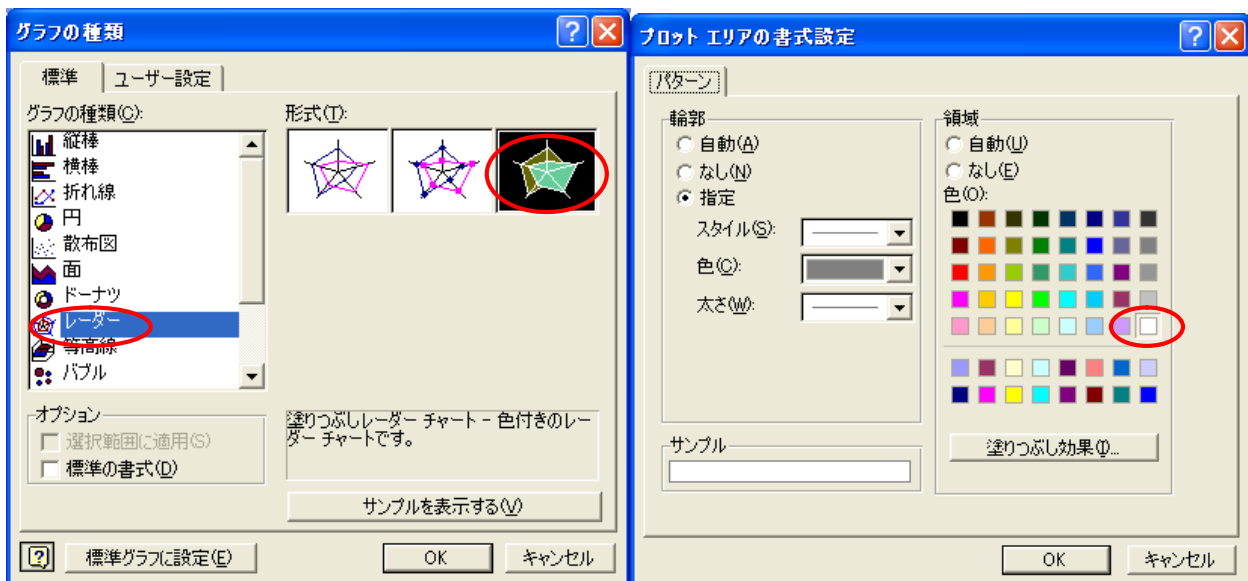 グラフの種類
標準
ユーザー設定
グラフの種類(C):
縦棒
横棒
折れ線
円
散布図
面
ドーナツ
レーダー
等高線
バブル
形式(T):
オプション
選択範囲に適用(S)
標準の書式(D)
塗りつぶしレーダー チャート - 色付きのレー
ダー チャートです。
サンプルを表示する(V)
標準グラフに設定(E)
OK
キャンセル
プロット エリアの書式設定
パターン
輪郭
自動(A)
なし(N)
指定
スタイル(S):
色(C):
太さ(W):
サンプル
領域
自動(U)
なし(E)
色(O):
塗りつぶし効果(I)...
OK
キャンセル